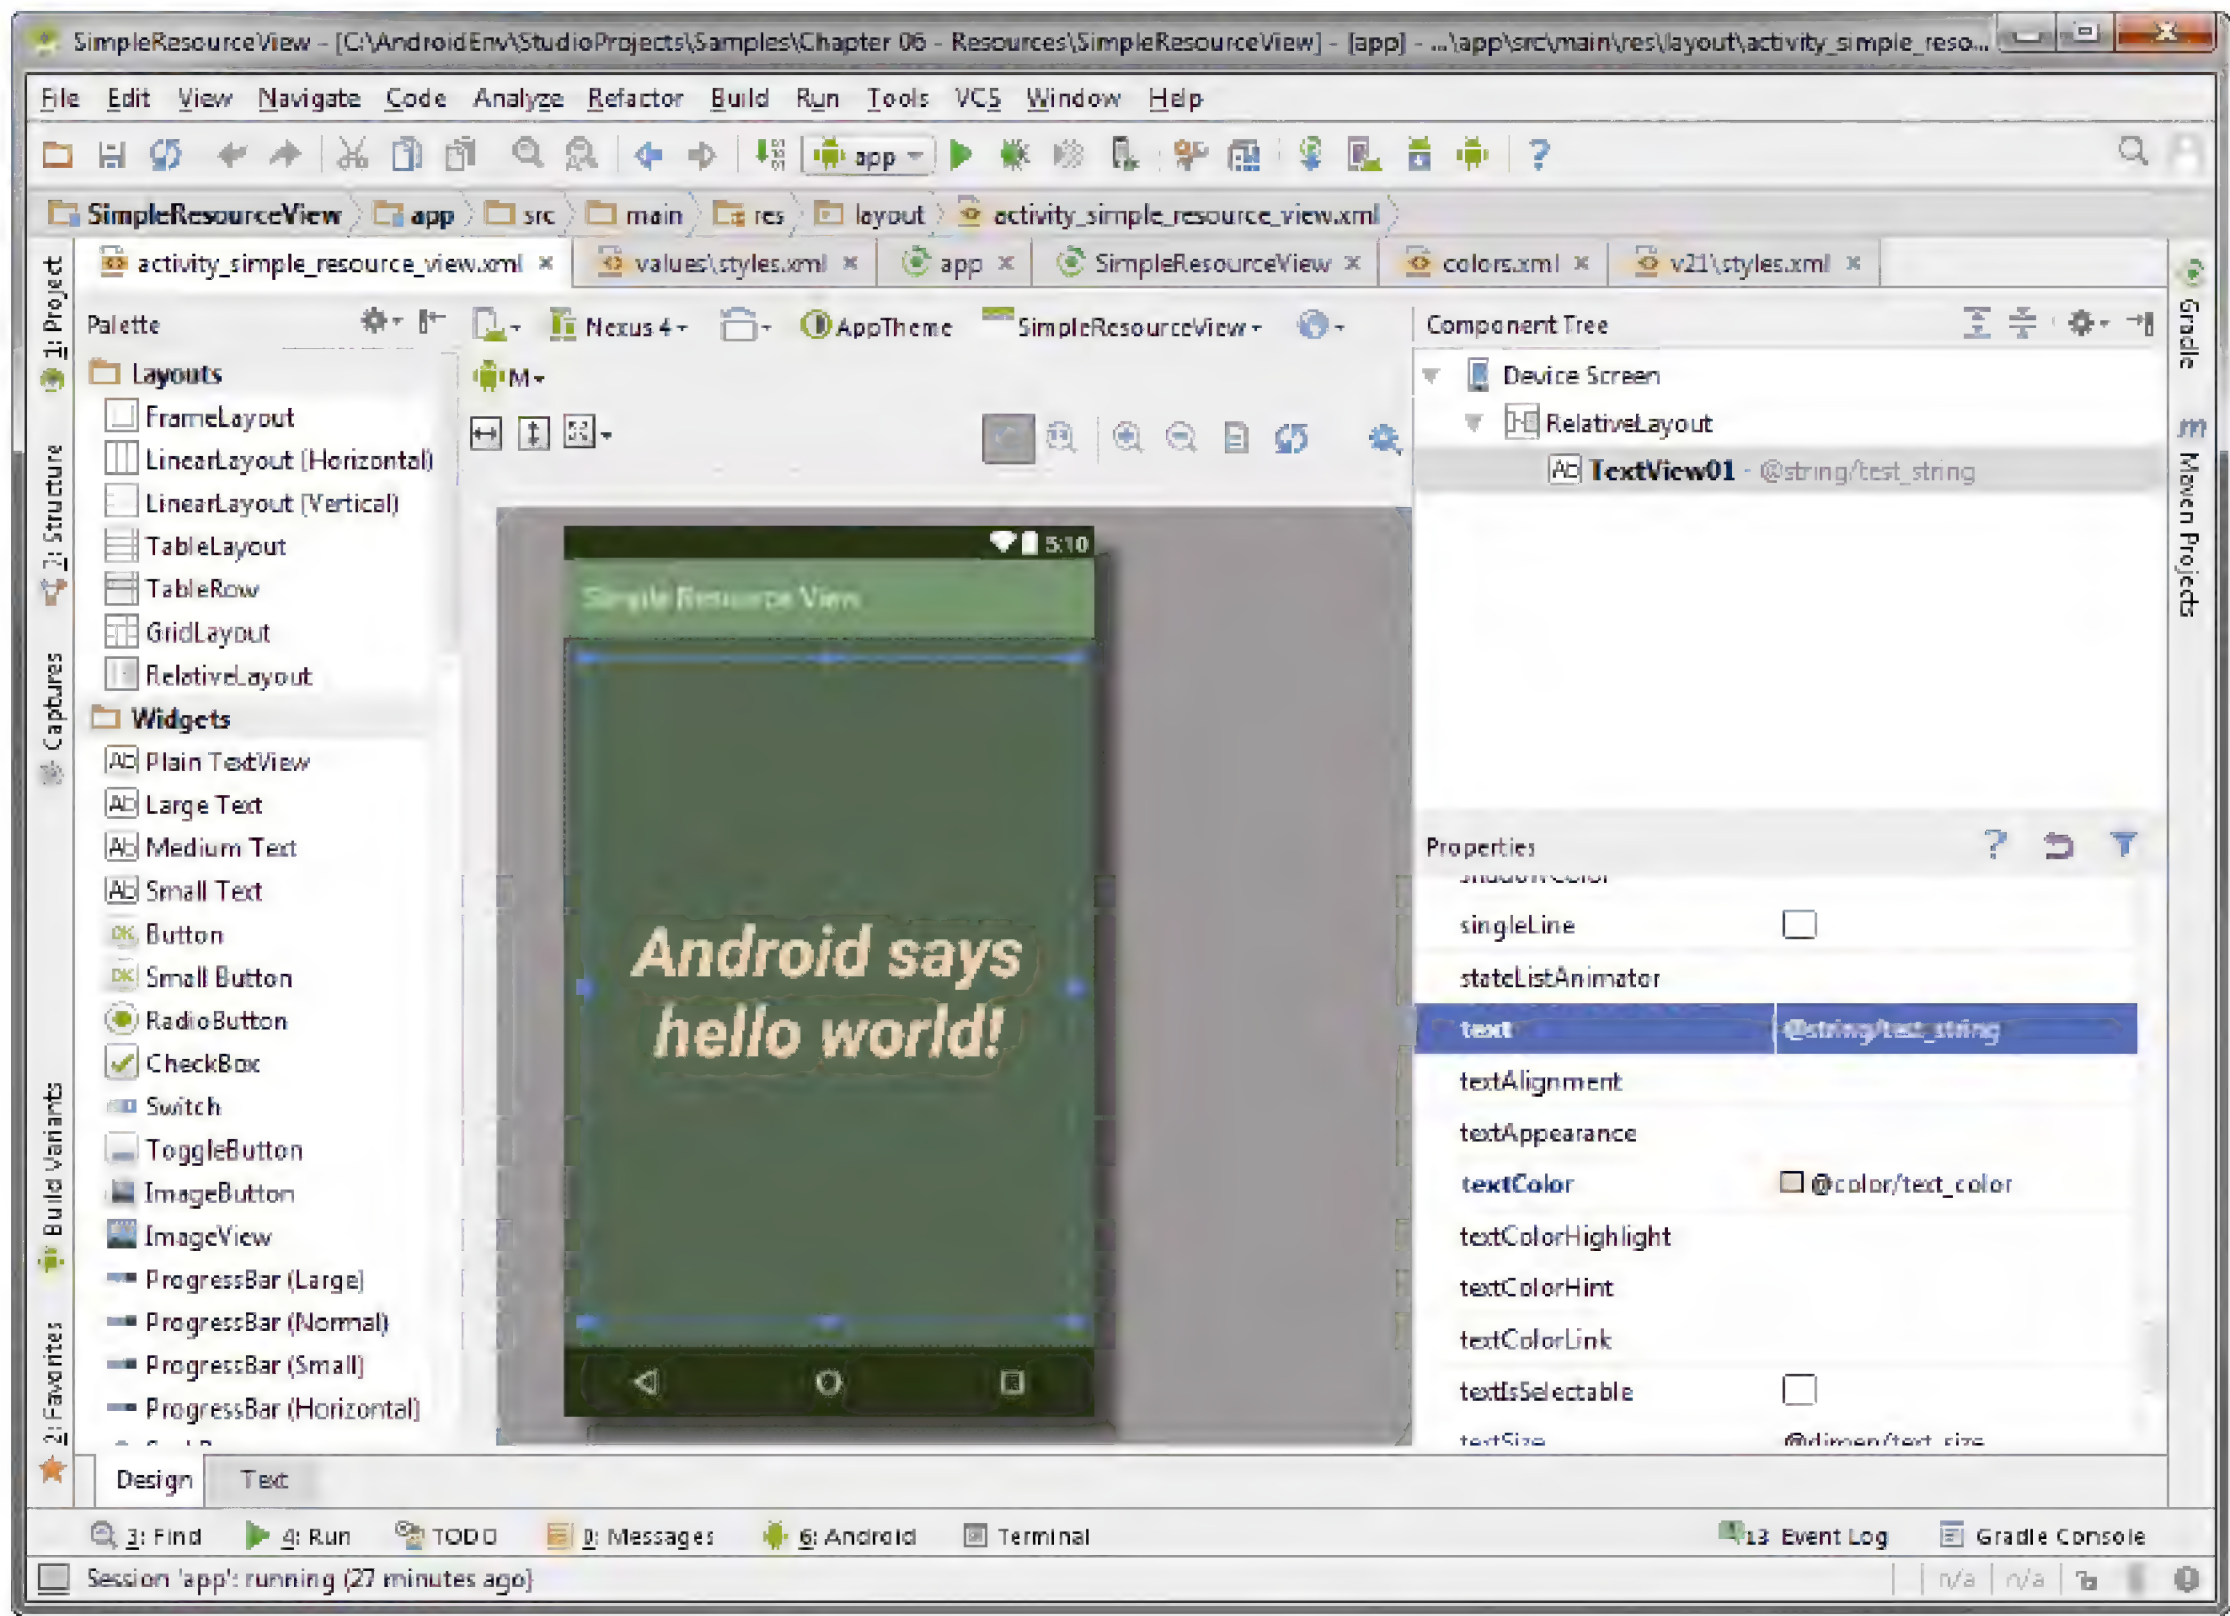 SimpleResourceView - [C:\AndroidEnv\StudioProjects\Samples\Chapter 06 - Resources\SimpleResourceView] - [app] - ...\app\src\main\res\layout\activity_simple_reso...
File Edit View Navigate Code Analyze Refactor Build Run Tools VCS Window Help
app
SimpleResourceView app src main res layout activity_simple_resource_view.xml
activity_simple_resource_view.xml values\styles.xml app SimpleResourceView colors.xml v21\styles.xml
1: Project
2: Structure
Captures
Build Variants
2: Favorites
Palette
Layouts
FrameLayout
LinearLayout (Horizontal)
LinearLayout (Vertical)
TableLayout
TableRow
GridLayout
RelativeLayout
Widgets
Plain TextView
Large Text
Medium Text
Small Text
Button
Small Button
RadioButton
CheckBox
Switch
ToggleButton
ImageButton
ImageView
ProgressBar (Large)
ProgressBar (Normal)
ProgressBar (Small)
ProgressBar (Horizontal)
Nexus 4 AppTheme SimpleResourceView
M
5:10
Simple Resource View
Android says
hello world!
Component Tree
Device Screen
RelativeLayout
Ab TextView01 - @string/test_string
Properties
shadowColor
singleLine
stateListAnimator
text @string/test_string
textAlignment
textAppearance
textColor @color/text_color
textColorHighlight
textColorHint
textColorLink
textIsSelectable
textSize @dimen/text_size
Gradle
Maven Projects
Design Text
3: Find 4: Run TODO 0: Messages 6: Android Terminal 13 Event Log Gradle Console
Session 'app': running (27 minutes ago) n/a n/a